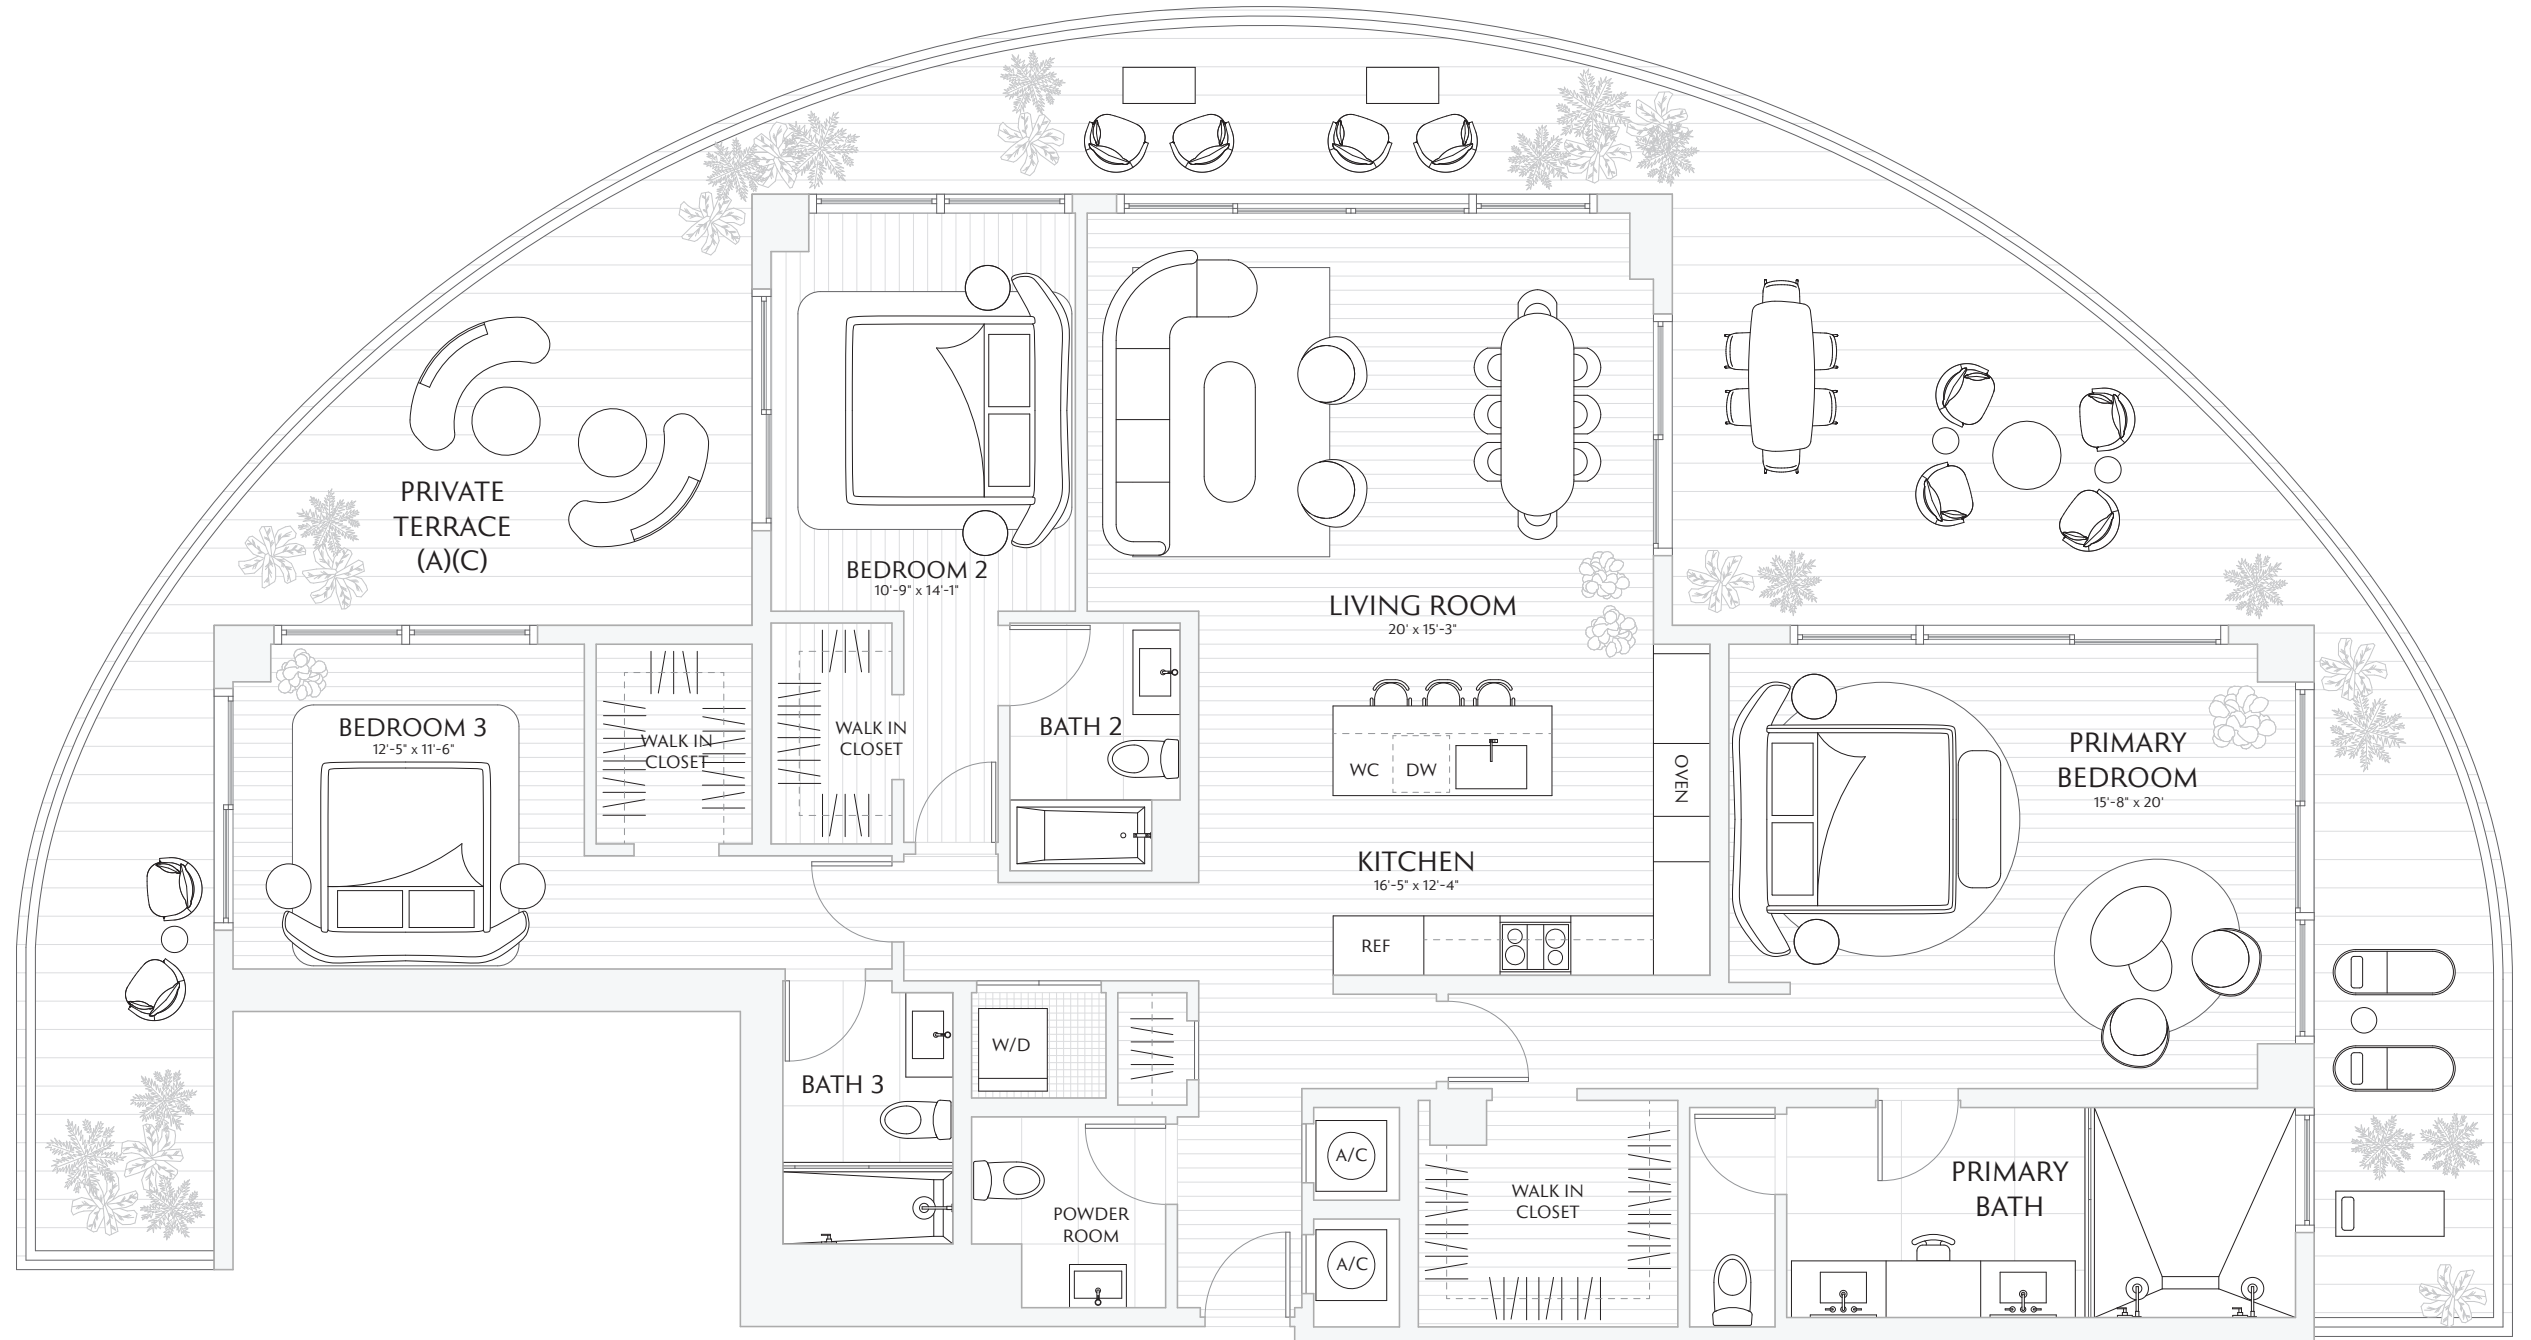 PRIVATE
TERRACE
(A)(C)
BEDROOM 2
10'-9" x 14'-1"
LIVING ROOM
20' x 15'-3"
BEDROOM 3
12'-5" x 11'-6"
WALK IN
CLOSET
WALK IN
CLOSET
BATH 2
WC
DW
OVEN
PRIMARY
BEDROOM
15'-8" x 20'
KITCHEN
16'-5" x 12'-4"
REF
W/D
BATH 3
A/C
POWDER
ROOM
A/C
WALK IN
CLOSET
PRIMARY
BATH